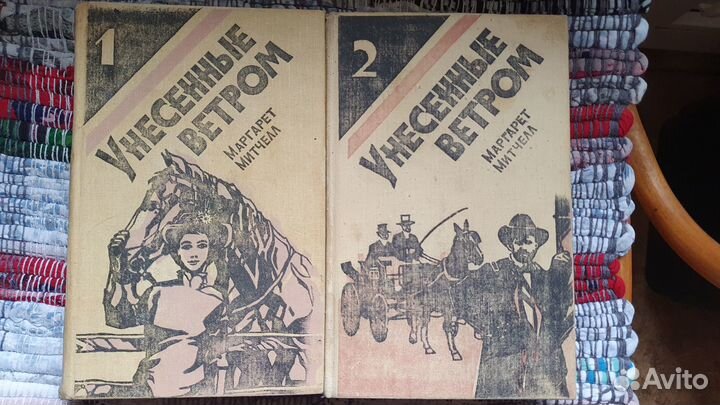 1
УНЕСЕННЫЕ
ВЕТРОМ
МАРГАРЕТ
МИТЧЕЛЛ
2
УНЕСЕННЫЕ
ВЕТРОМ
МАРГАРЕТ
МИТЧЕЛЛ
Avito